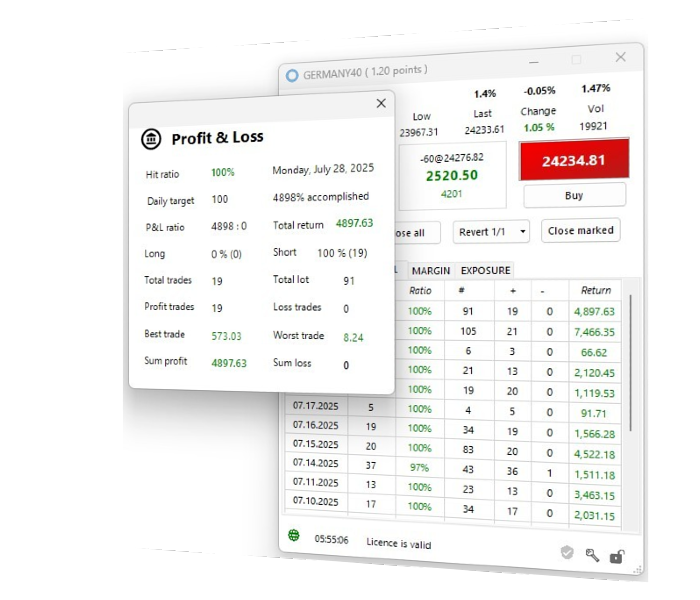 GERMANY40 ( 1.20 points )
1.4% -0.05% 1.47%
Low Last Change Vol
23967.31 24233.61 1.05 % 19921
-60@24276.82
2520.50
4201
24234.81
Buy
ose all Revert 1/1 Close marked
L MARGIN EXPOSURE
Ratio # + - Return
100% 91 19 0 4,897.63
100% 105 21 0 7,466.35
100% 6 3 0 66.62
100% 21 13 0 2,120.45
100% 19 20 0 1,119.53
07.17.2025 5 100% 4 5 0 91.71
07.16.2025 19 100% 34 19 0 1,566.28
07.15.2025 20 100% 83 20 0 4,522.18
07.14.2025 37 97% 43 36 1 1,511.18
07.11.2025 13 100% 23 13 0 3,463.15
07.10.2025 17 100% 34 17 0 2,031.15
05:55:06 Licence is valid
Profit & Loss
Hit ratio 100% Monday, July 28, 2025
Daily target 100 4898% accomplished
P&L ratio 4898 : 0 Total return 4897.63
Long 0 % (0) Short 100 % (19)
Total trades 19 Total lot 91
Profit trades 19 Loss trades 0
Best trade 573.03 Worst trade 8.24
Sum profit 4897.63 Sum loss 0